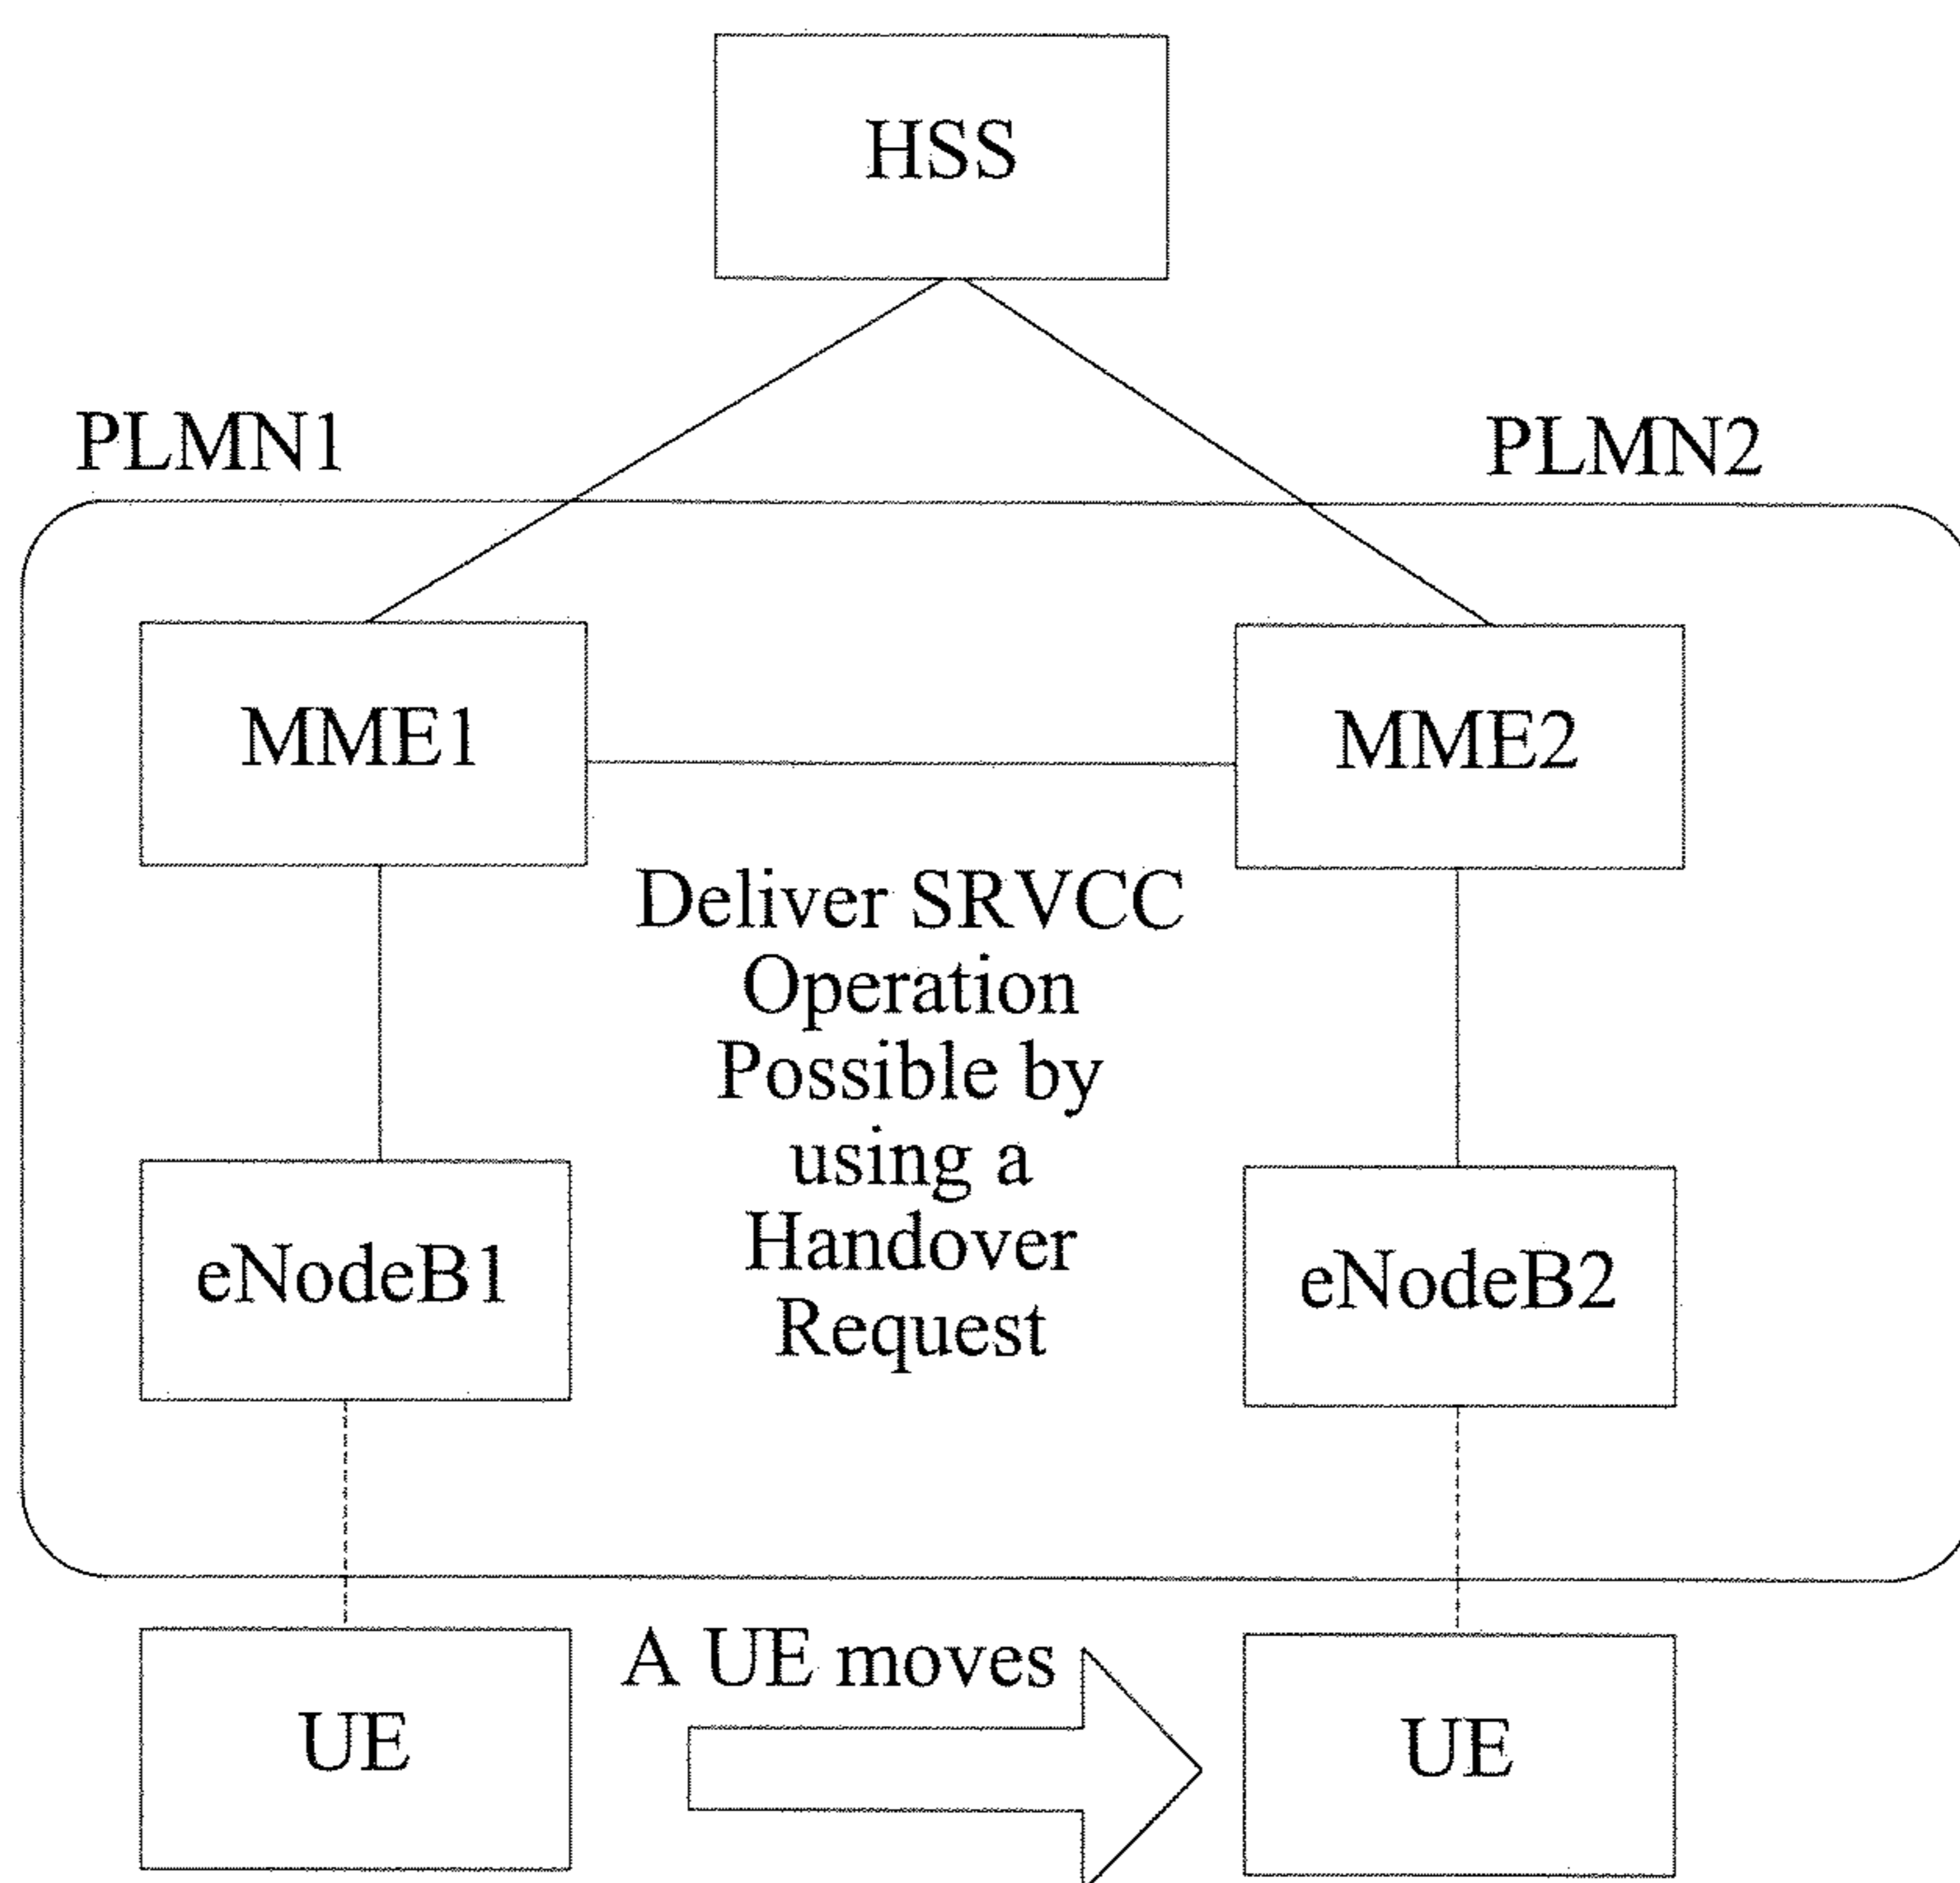 HSS
PLMN1
PLMN2
MME1
MME2
Deliver SRVCC
Operation
Possible by
using a
Handover
Request
eNodeB1
eNodeB2
A UE moves
UE
UE